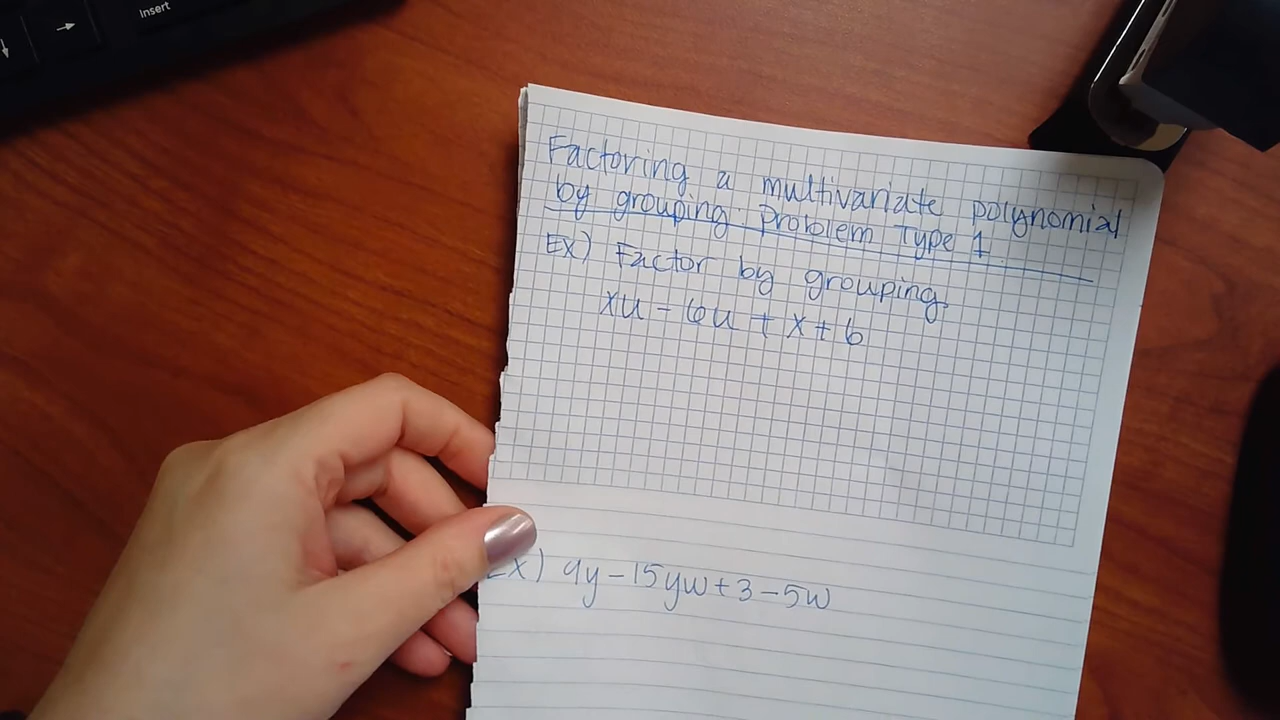 Insert
Factoring a multivariate polynomial
by grouping: Problem Type 1
Ex) Factor by grouping.
xu - 6u + x + 6
Ex) 9y - 15yw + 3 - 5w